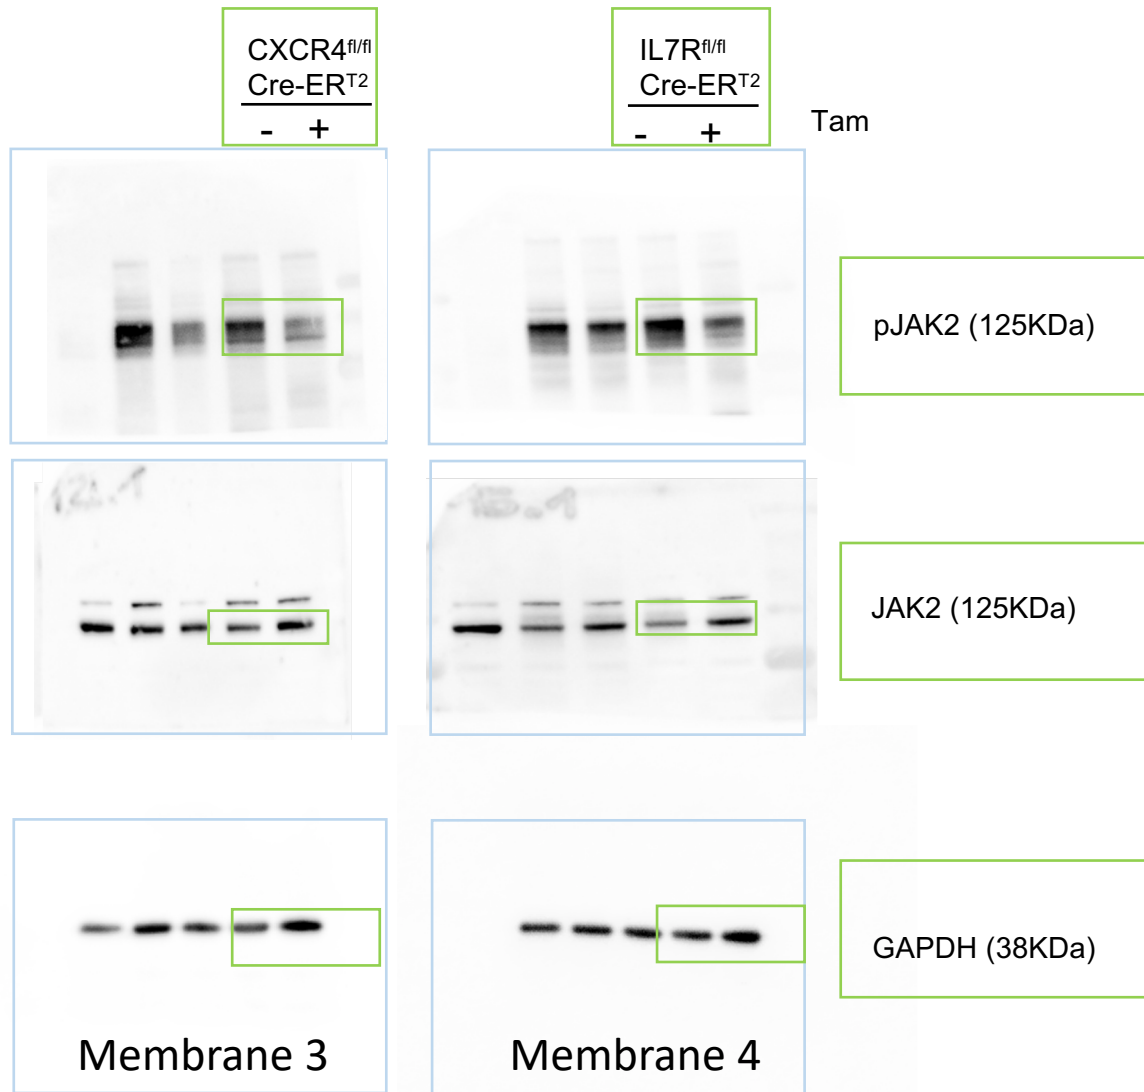 CXCR4fl/fl
Cre-ERT2
- +
IL7Rfl/fl
Cre-ERT2
- +
Tam
pJAK2 (125KDa)
JAK2 (125KDa)
GAPDH (38KDa)
Membrane 3
Membrane 4